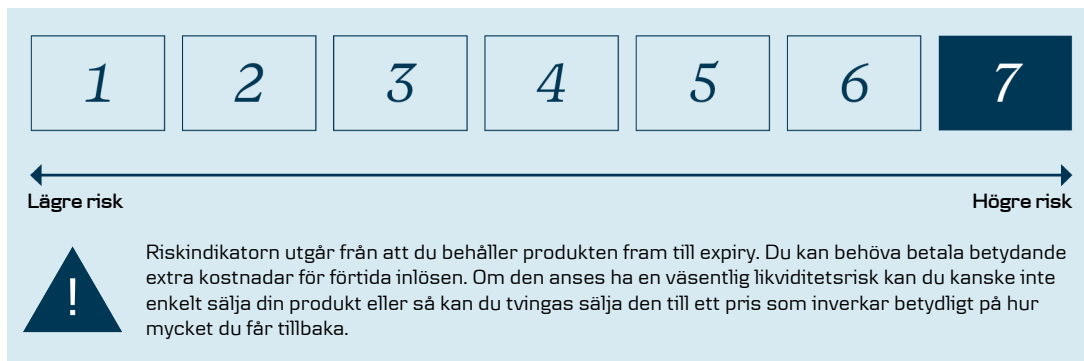 1 2 3 4 5 6 7
Lägre risk Högre risk
Riskindikatorn utgår från att du behåller produkten fram till expiry. Du kan behöva betala betydande
extra kostnadar för förtida inlösen. Om den anses ha en väsentlig likviditetsrisk kan du kanske inte
enkelt sälja din produkt eller så kan du tvingas sälja den till ett pris som inverkar betydligt på hur
mycket du får tillbaka.
!